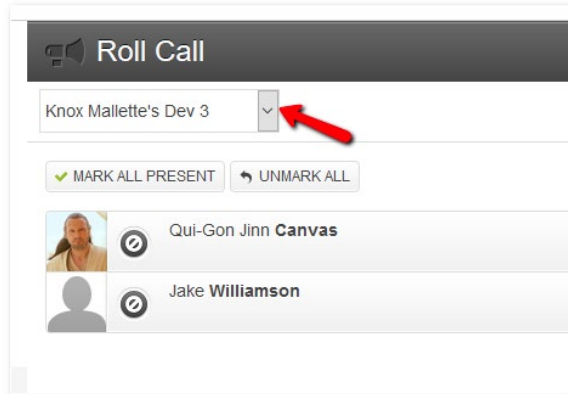 Roll Call
Knox Mallette's Dev 3
MARK ALL PRESENT
UNMARK ALL
Qui-Gon Jinn Canvas
Jake Williamson